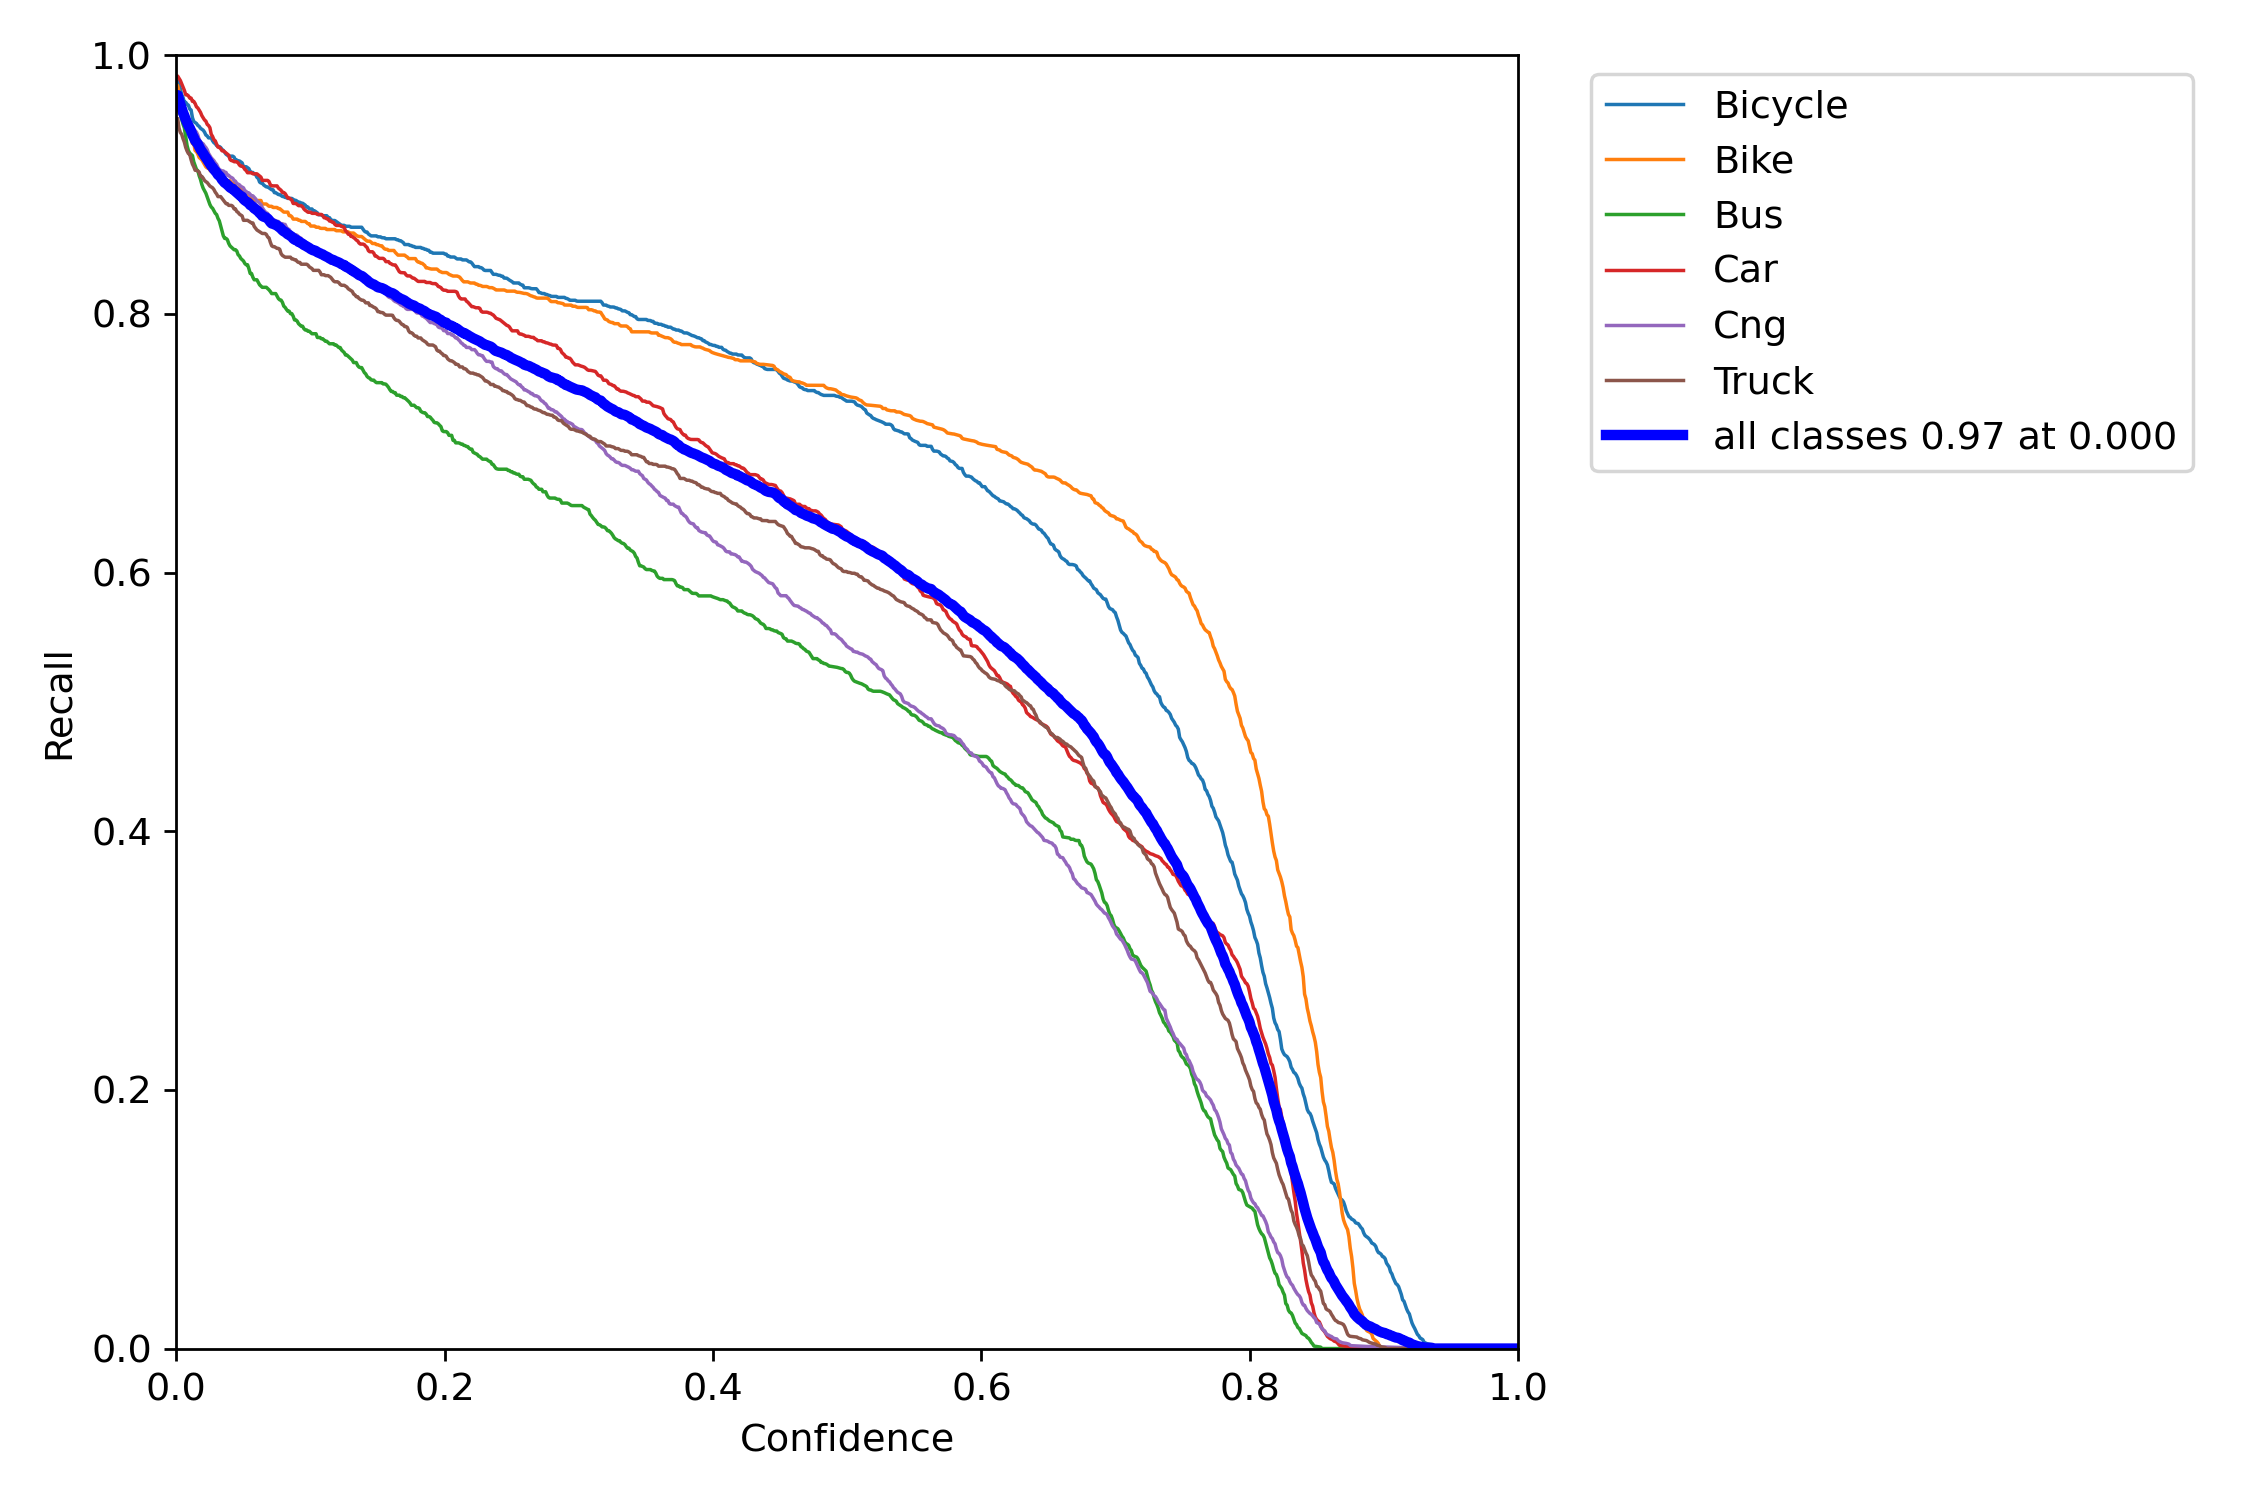 1.0
0.8
0.6
0.4
0.2
0.0
Recall
0.0 0.2 0.4 0.6 0.8 1.0
Confidence
Bicycle
Bike
Bus
Car
Cng
Truck
all classes 0.97 at 0.000